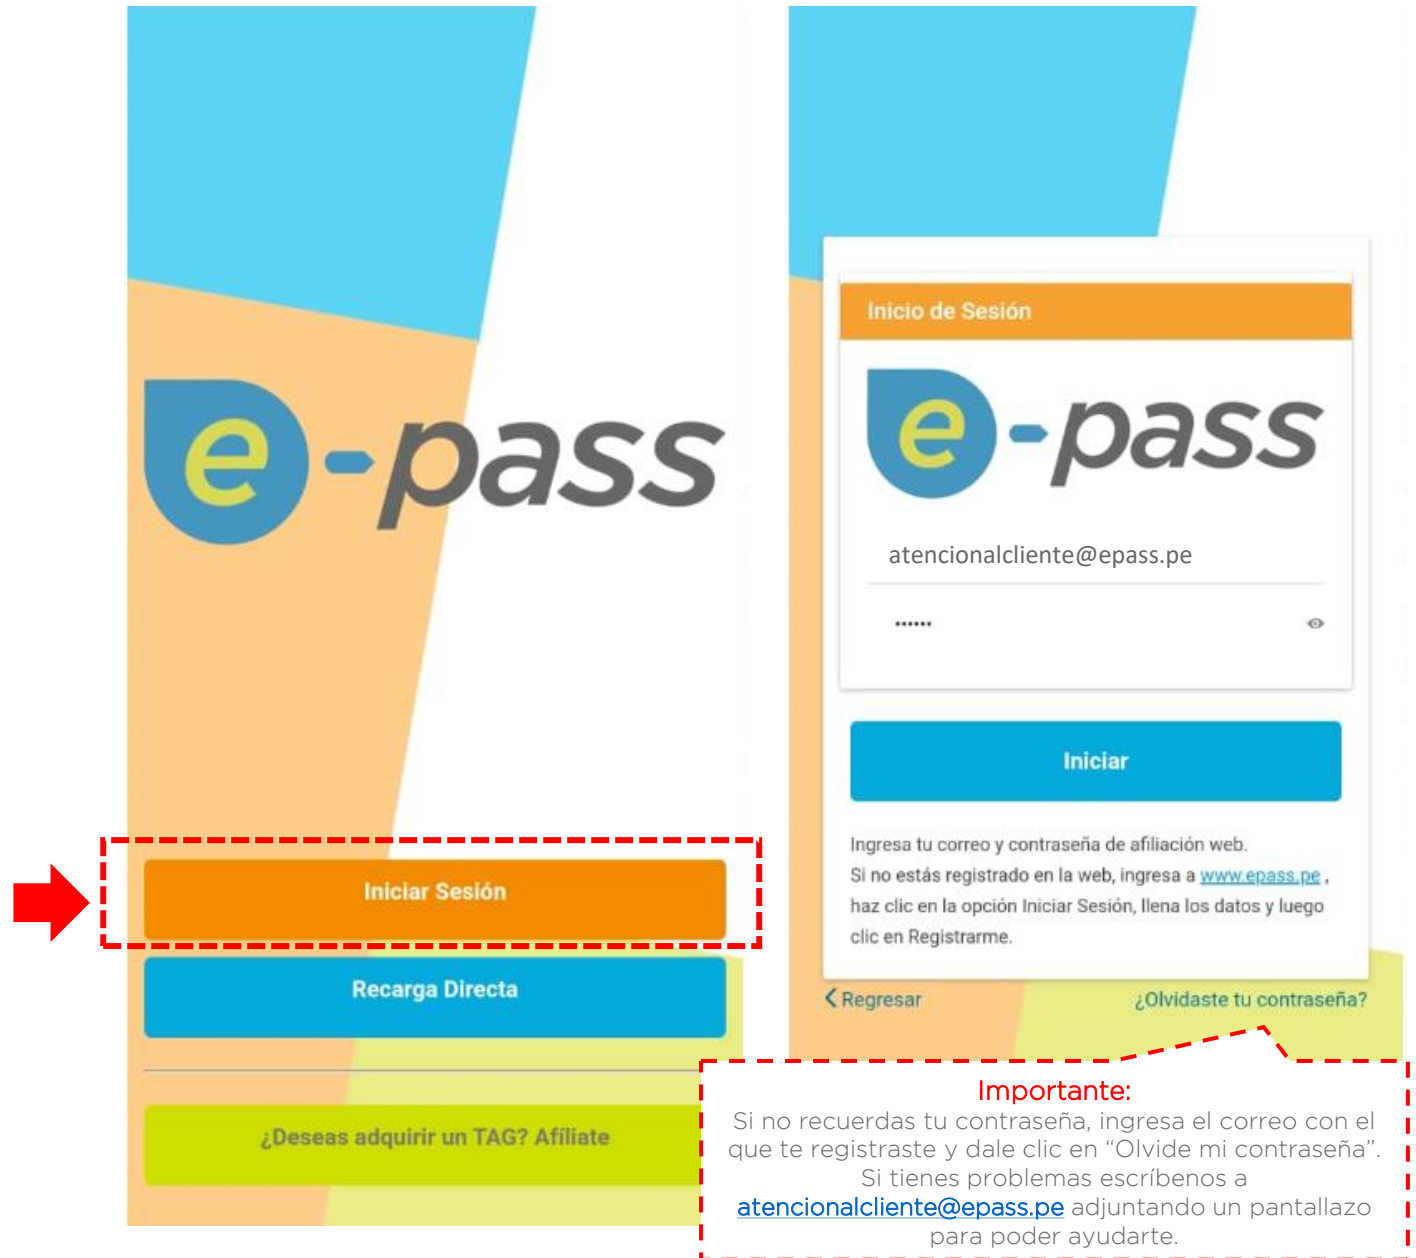 e-pass
Iniciar Sesión
Recarga Directa
¿Deseas adquirir un TAG? Afíliate
Inicio de Sesión
e-pass
atencionalcliente@epass.pe
••••••
Iniciar
Ingresa tu correo y contraseña de afiliación web.
Si no estás registrado en la web, ingresa a www.epass.pe ,
haz clic en la opción Iniciar Sesión, llena los datos y luego
clic en Registrarme.
Regresar
¿Olvidaste tu contraseña?
Importante:
Si no recuerdas tu contraseña, ingresa el correo con el
que te registraste y dale clic en “Olvide mi contraseña”.
Si tienes problemas escríbenos a
atencionalcliente@epass.pe adjuntando un pantallazo
para poder ayudarte.